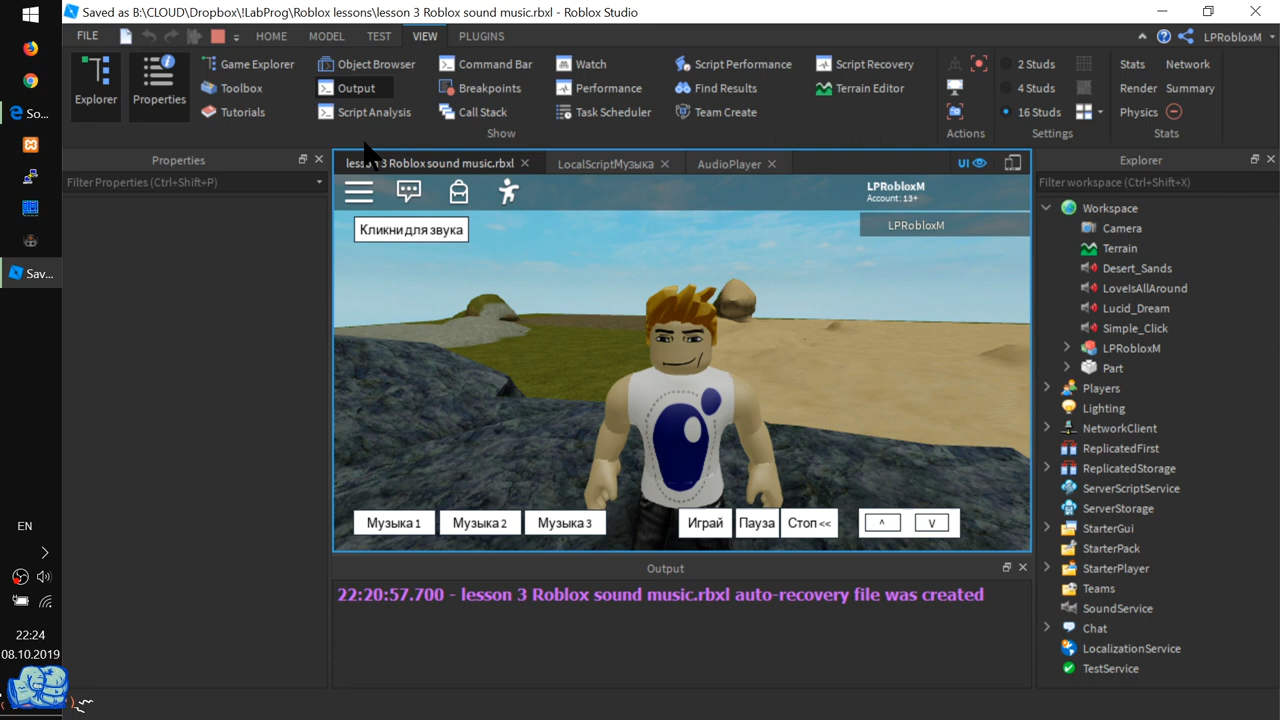 Saved as B:\CLOUD\Dropbox\!LabProg\Roblox lessons\lesson 3 Roblox sound music.rbxl - Roblox Studio
FILE HOME MODEL TEST VIEW PLUGINS LPRobloxM
Explorer
Properties
Game Explorer
Toolbox
Tutorials
Object Browser
Output
Script Analysis
Command Bar
Breakpoints
Call Stack
Watch
Performance
Task Scheduler
Script Performance
Find Results
Team Create
Script Recovery
Terrain Editor
Show
Actions
2 Studs
4 Studs
16 Studs
Settings
Stats Network
Render Summary
Physics
Stats
Properties
Filter Properties (Ctrl+Shift+P)
Roblox sound music.rbxl
LocalScriptМузыка
AudioPlayer
UI
LPRobloxM
Account: 13+
LPRobloxM
Кликни для звука
Музыка 1
Музыка 2
Музыка 3
Играй
Пауза
Стоп <<
^
V
Output
22:20:57.700 - lesson 3 Roblox sound music.rbxl auto-recovery file was created
Explorer
Filter workspace (Ctrl+Shift+X)
Workspace
Camera
Terrain
Desert_Sands
LoveIsAllAround
Lucid_Dream
Simple_Click
LPRobloxM
Part
Players
Lighting
NetworkClient
ReplicatedFirst
ReplicatedStorage
ServerScriptService
ServerStorage
StarterGui
StarterPack
StarterPlayer
Teams
SoundService
Chat
LocalizationService
TestService
So...
Sav...
EN
22:24
08.10.2019